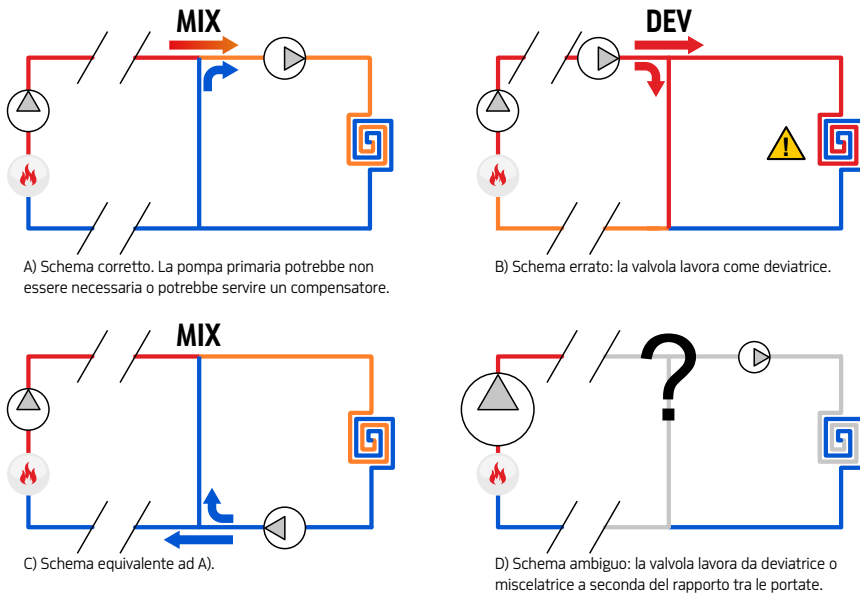 MIX
DEV
!
A) Schema corretto. La pompa primaria potrebbe non
essere necessaria o potrebbe servire un compensatore.
B) Schema errato: la valvola lavora come deviatrice.
MIX
?
C) Schema equivalente ad A).
D) Schema ambiguo: la valvola lavora da deviatrice o
miscelatrice a seconda del rapporto tra le portate.